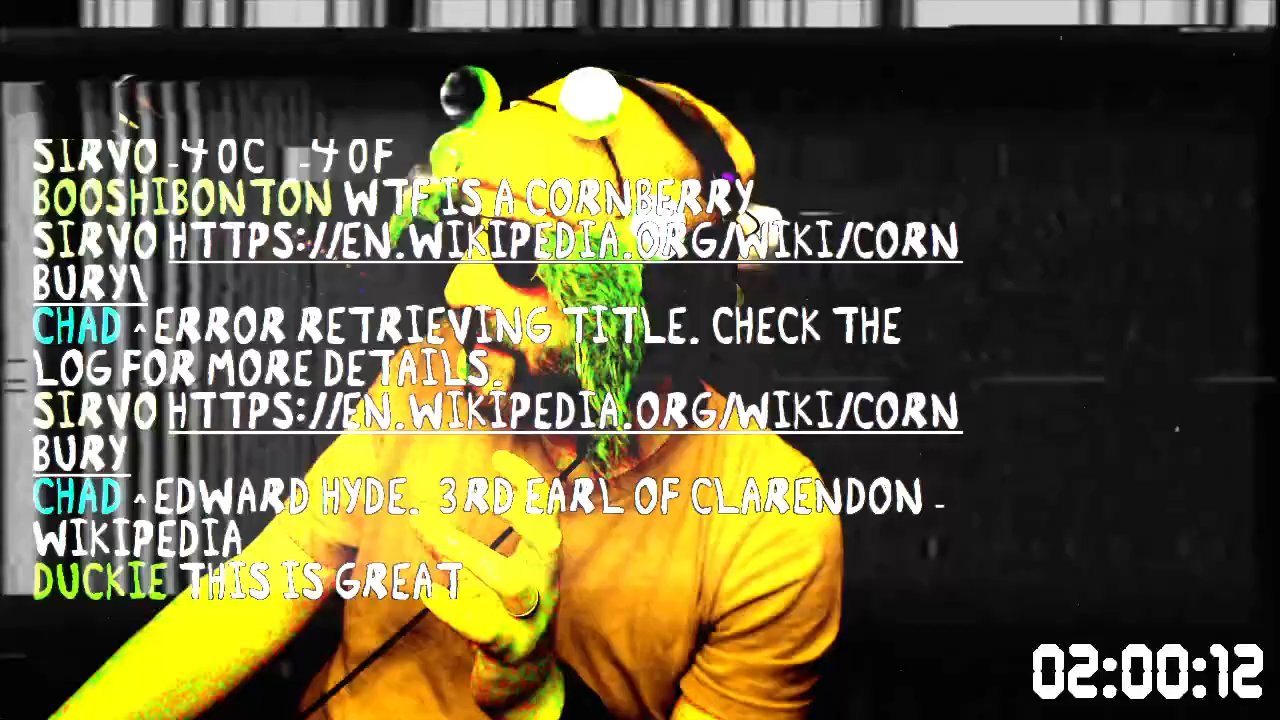 SIRVO -40C -40F
BOOSHIBONTON WTF IS A CORNBERRY
SIRVO HTTPS://EN.WIKIPEDIA.ORG/WIKI/CORN
BURY\
CHAD ^ERROR RETRIEVING TITLE. CHECK THE
LOG FOR MORE DETAILS.
SIRVO HTTPS://EN.WIKIPEDIA.ORG/WIKI/CORN
BURY
CHAD ^EDWARD HYDE. 3RD EARL OF CLARENDON -
WIKIPEDIA
DUCKIE THIS IS GREAT
02:00:12